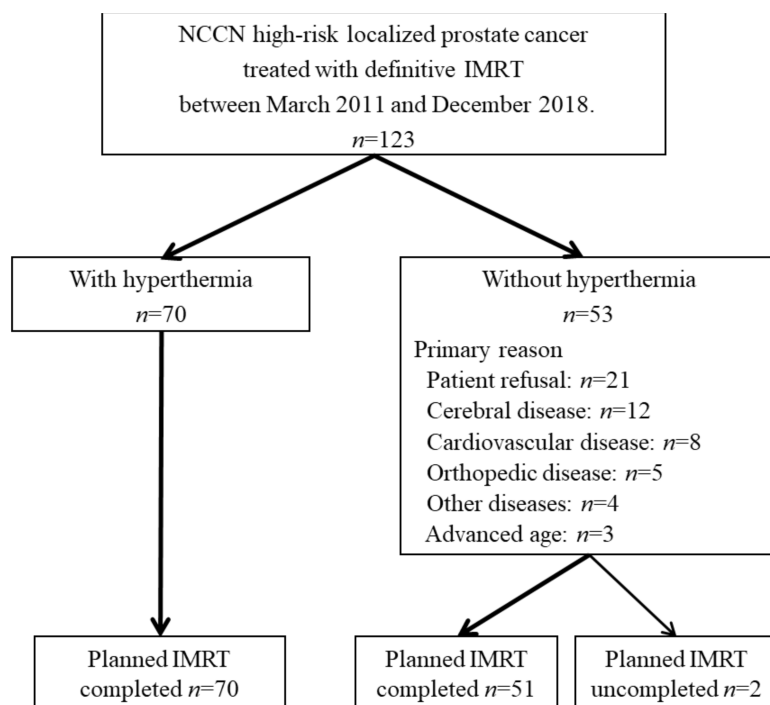 NCCN high-risk localized prostate cancer
treated with definitive IMRT
between March 2011 and December 2018.
n=123
With hyperthermia
n=70
Without hyperthermia
n=53
Primary reason
Patient refusal: n=21
Cerebral disease: n=12
Cardiovascular disease: n=8
Orthopedic disease: n=5
Other diseases: n=4
Advanced age: n=3
Planned IMRT
completed n=70
Planned IMRT
completed n=51
Planned IMRT
uncompleted n=2